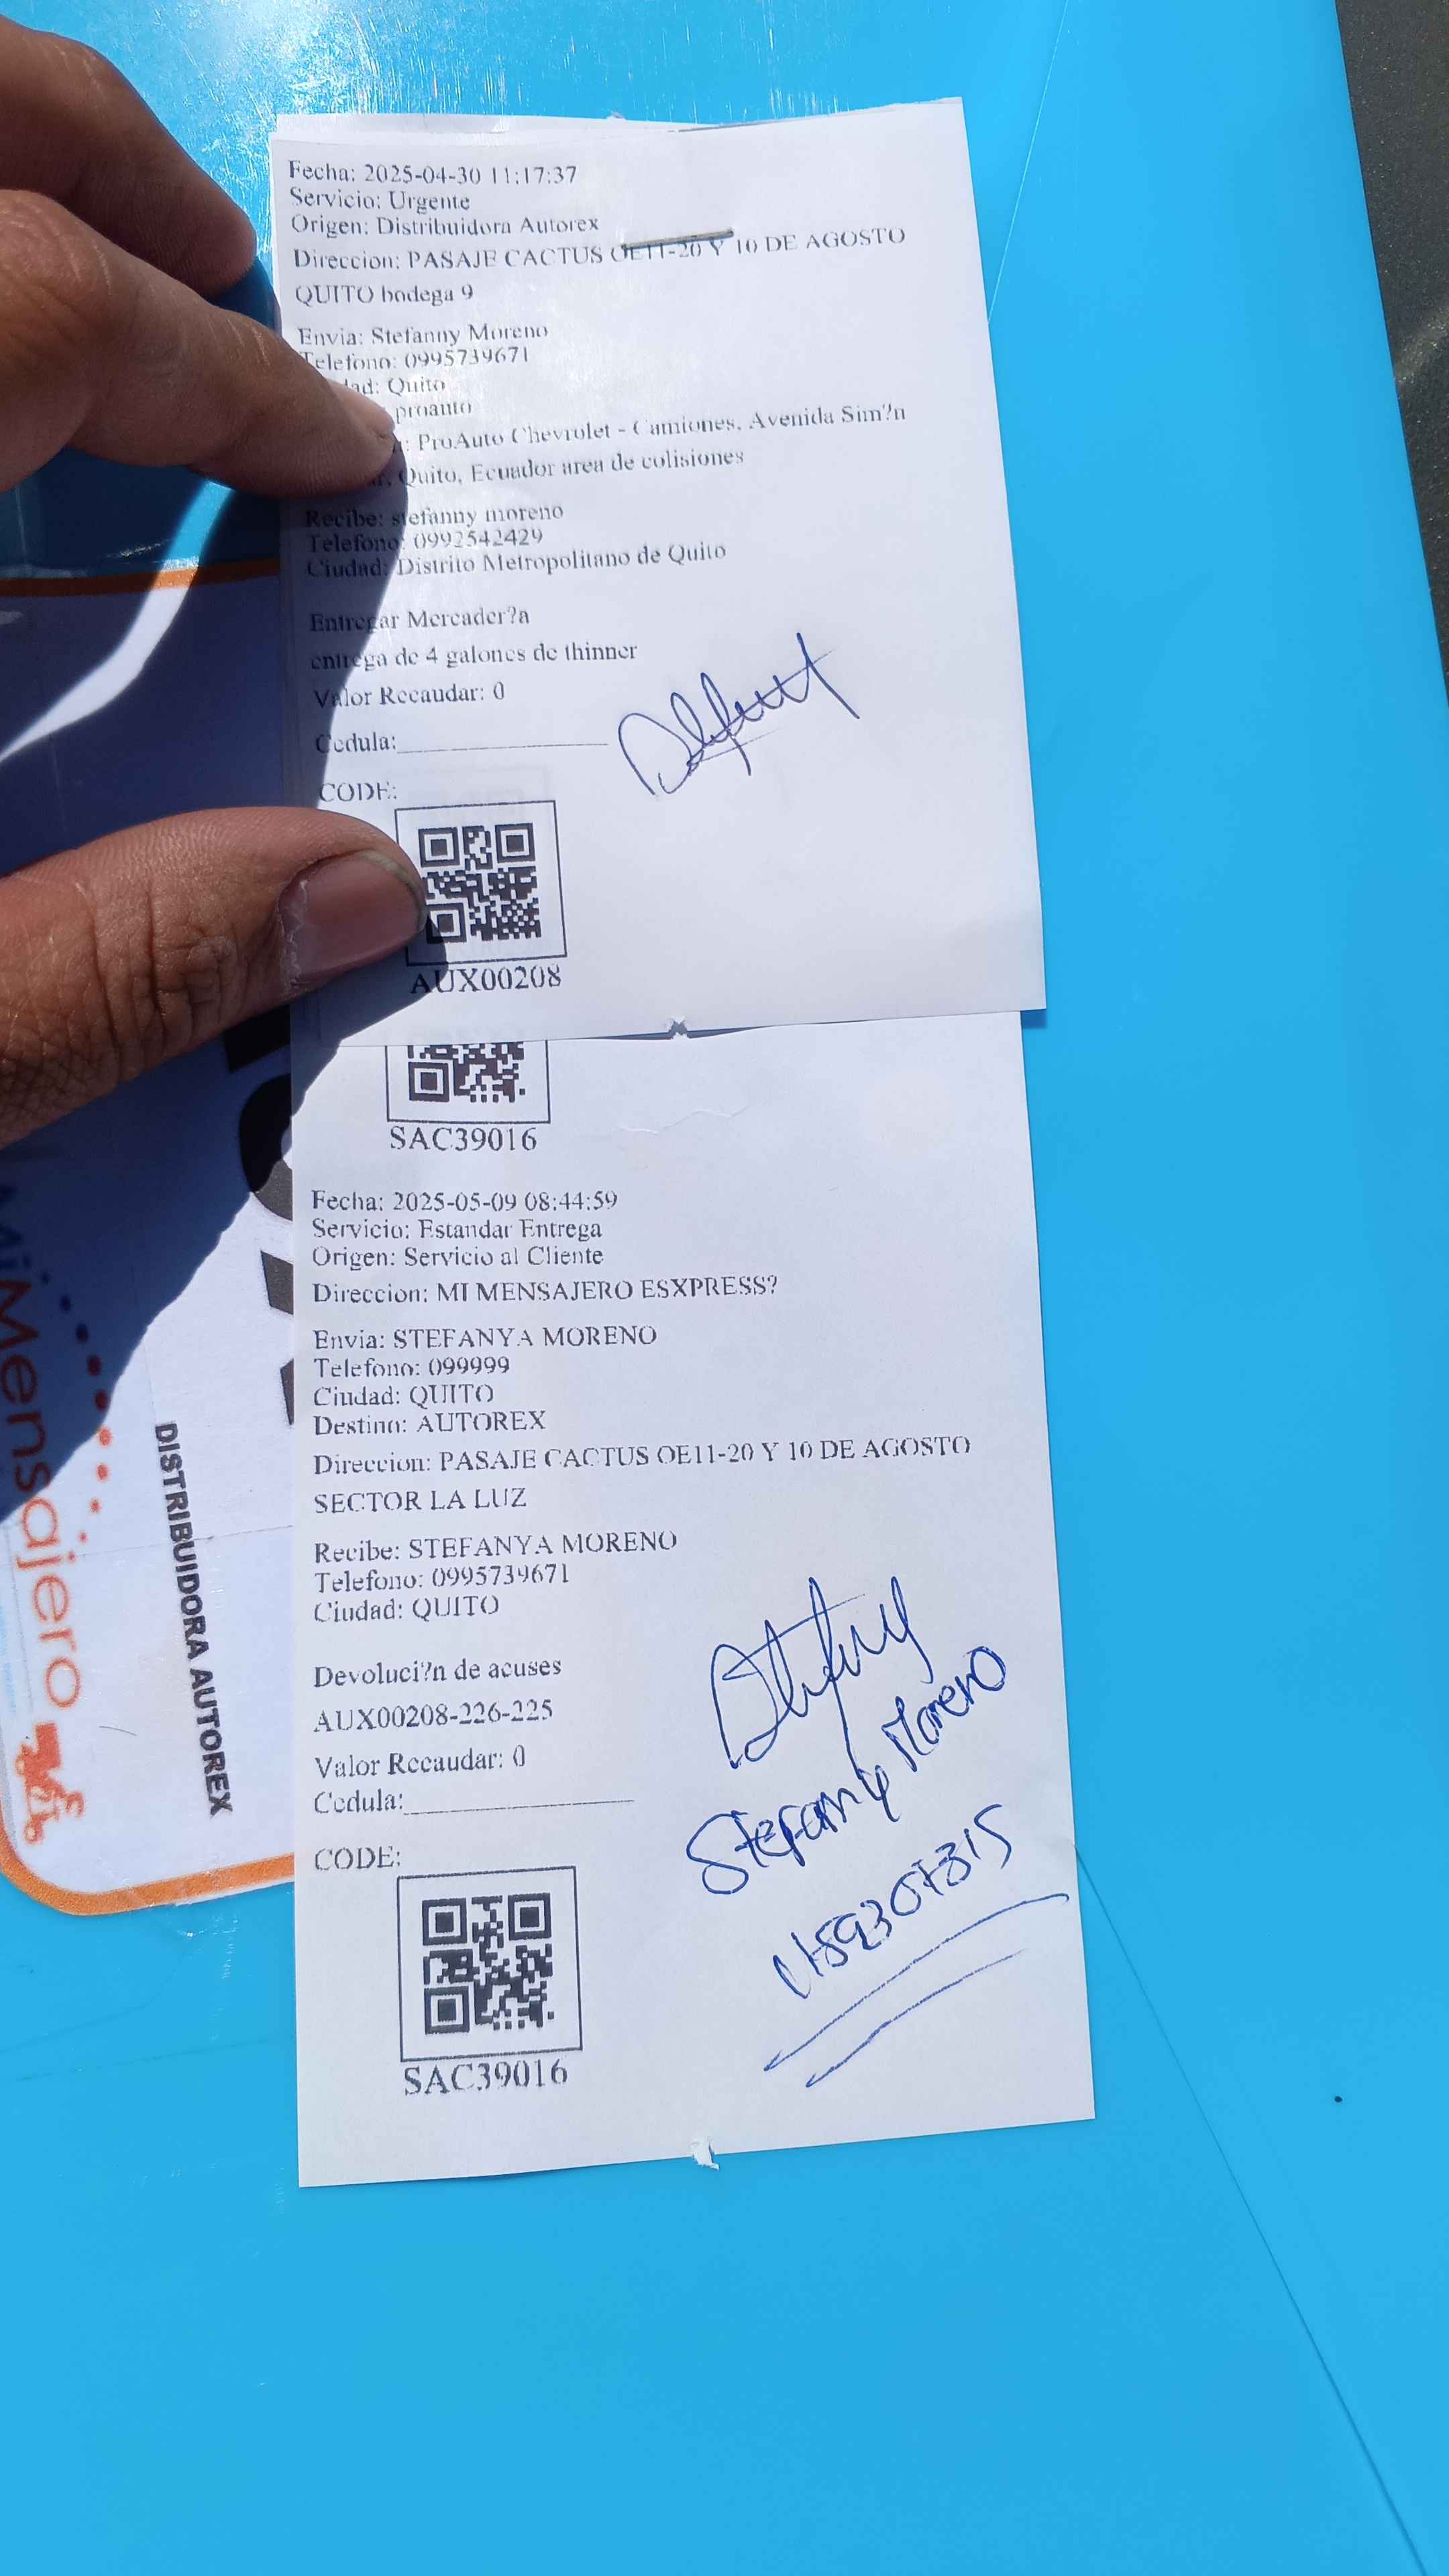 Fecha: 2025-04-30 11:17:37
Servicio: Urgente
Origen: Distribuidora Autorex
Direccion: PASAJE CACTUS OE11-20 Y 10 DE AGOSTO
QUITO bodega 9
Envia: Stefanny Moreno
Telefono: 0995739671
Quito
proauto
: ProAuto Chevrolet - Camiones, Avenida Sim?n
Quito, Ecuador area de colisiones
Recibe: stefanny moreno
Telefono: 0992542429
Ciudad: Distrito Metropolitano de Quito
Entregar Mercader?a
entrega de 4 galones de thinner
Valor Recaudar: 0
Cedula:
CODE:
AUX00208
SAC39016
Fecha: 2025-05-09 08:44:59
Servicio: Estandar Entrega
Origen: Servicio al Cliente
Direccion: MI MENSAJERO ESXPRESS?
Envia: STEFANYA MORENO
Telefono: 099999
Ciudad: QUITO
Destino: AUTOREX
Direccion: PASAJE CACTUS OE11-20 Y 10 DE AGOSTO
SECTOR LA LUZ
Recibe: STEFANYA MORENO
Telefono: 0995739671
Ciudad: QUITO
Devoluci?n de acuses
AUX00208-226-225
Valor Recaudar: 0
Cedula:
CODE:
SAC39016
Stefany Moreno
MiMensajero
DISTRIBUIDORA AUTOREX